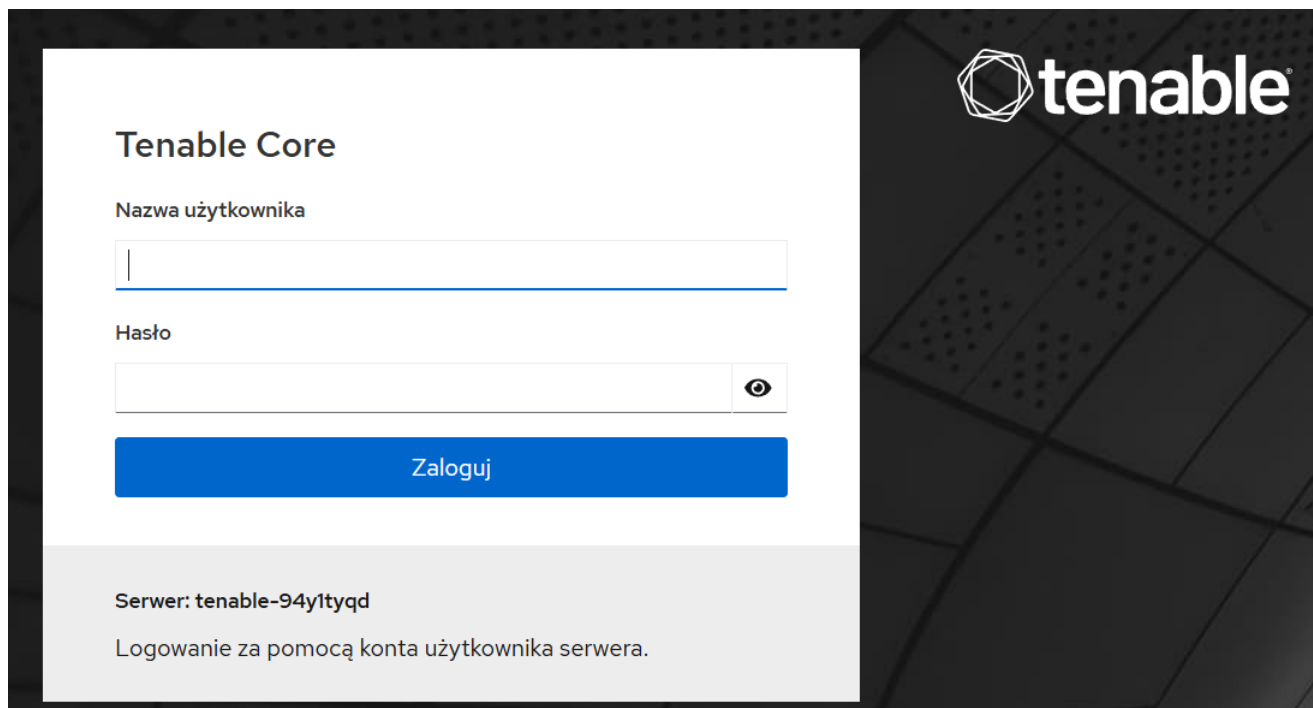 tenable
Tenable Core
Nazwa użytkownika
Hasło
Zaloguj
Serwer: tenable-94y1tyqd
Logowanie za pomocą konta użytkownika serwera.